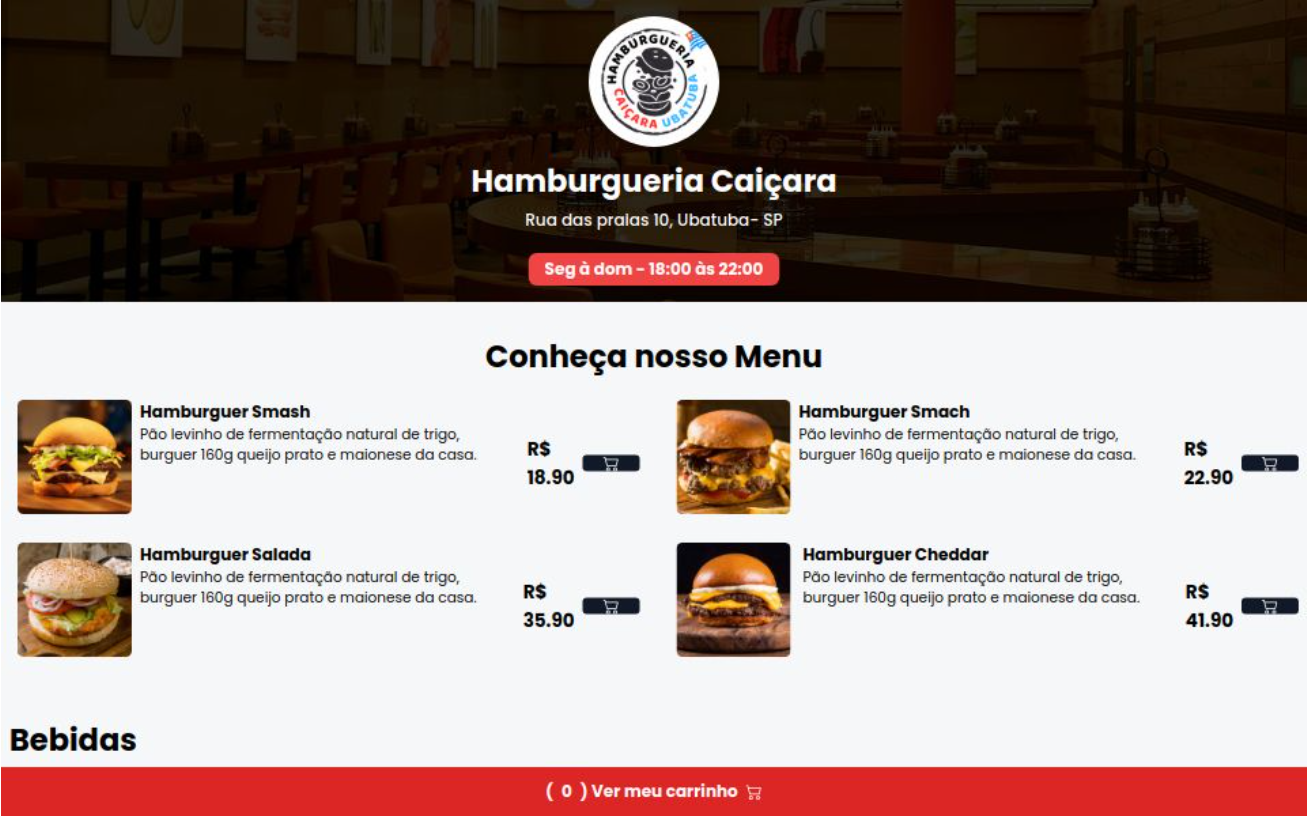 HAMBURGUERIA
CAIÇARA UBATUBA
Hamburgueria Caiçara
Rua das praIas 10, Ubatuba- SP
Seg à dom - 18:00 às 22:00
Conheça nosso Menu
Hamburguer Smash
Pão levinho de fermentação natural de trigo,
burguer 160g queijo prato e maionese da casa.
R$
18.90
Hamburguer Smach
Pão levinho de fermentação natural de trigo,
burguer 160g queijo prato e maionese da casa.
R$
22.90
Hamburguer Salada
Pão levinho de fermentação natural de trigo,
burguer 160g queijo prato e maionese da casa.
R$
35.90
Hamburguer Cheddar
Pão levinho de fermentação natural de trigo,
burguer 160g queijo prato e maionese da casa.
R$
41.90
Bebidas
( 0 ) Ver meu carrinho